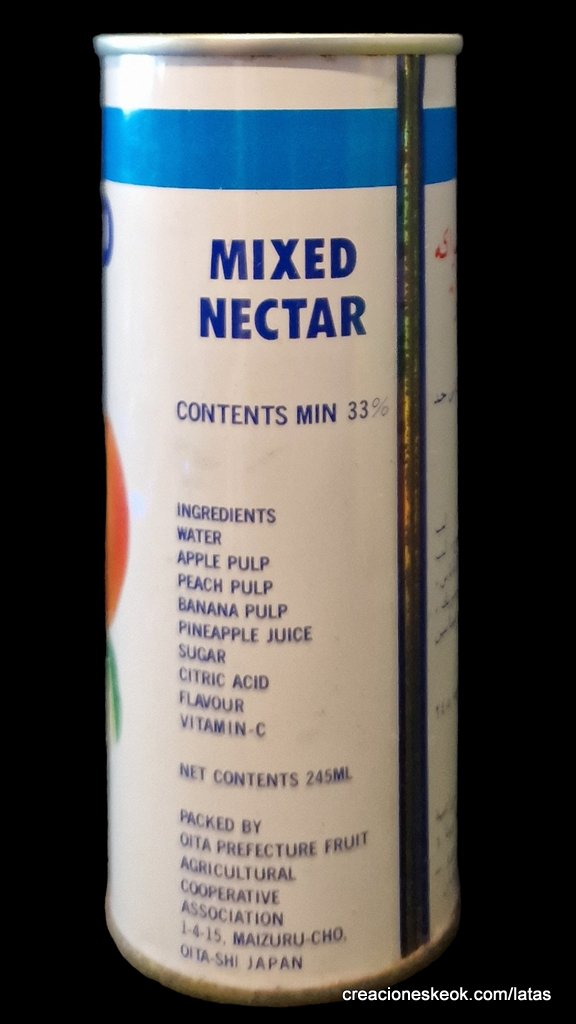 MIXED
NECTAR
CONTENTS MIN 33%
INGREDIENTS
WATER
APPLE PULP
PEACH PULP
BANANA PULP
PINEAPPLE JUICE
SUGAR
CITRIC ACID
FLAVOUR
VITAMIN-C
NET CONTENTS 245ML
PACKED BY
OITA PREFECTURE FRUIT
AGRICULTURAL
COOPERATIVE
ASSOCIATION
1-4-15, MAIZURU-CHO,
OITA-SHI JAPAN
creacioneskeok.com/latas